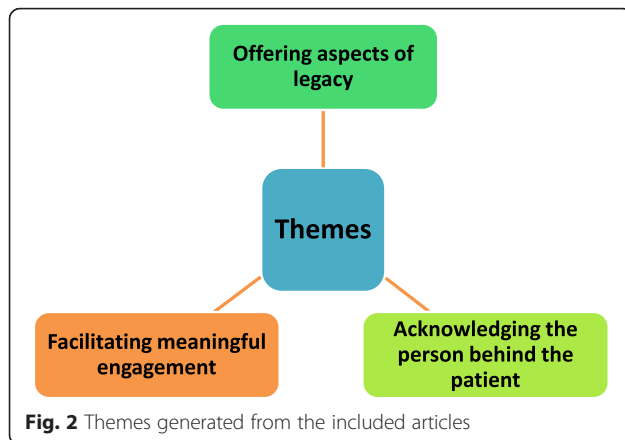 Offering aspects of
legacy
Themes
Facilitating meaningful
engagement
Acknowledging the
person behind the
patient
Fig. 2 Themes generated from the included articles